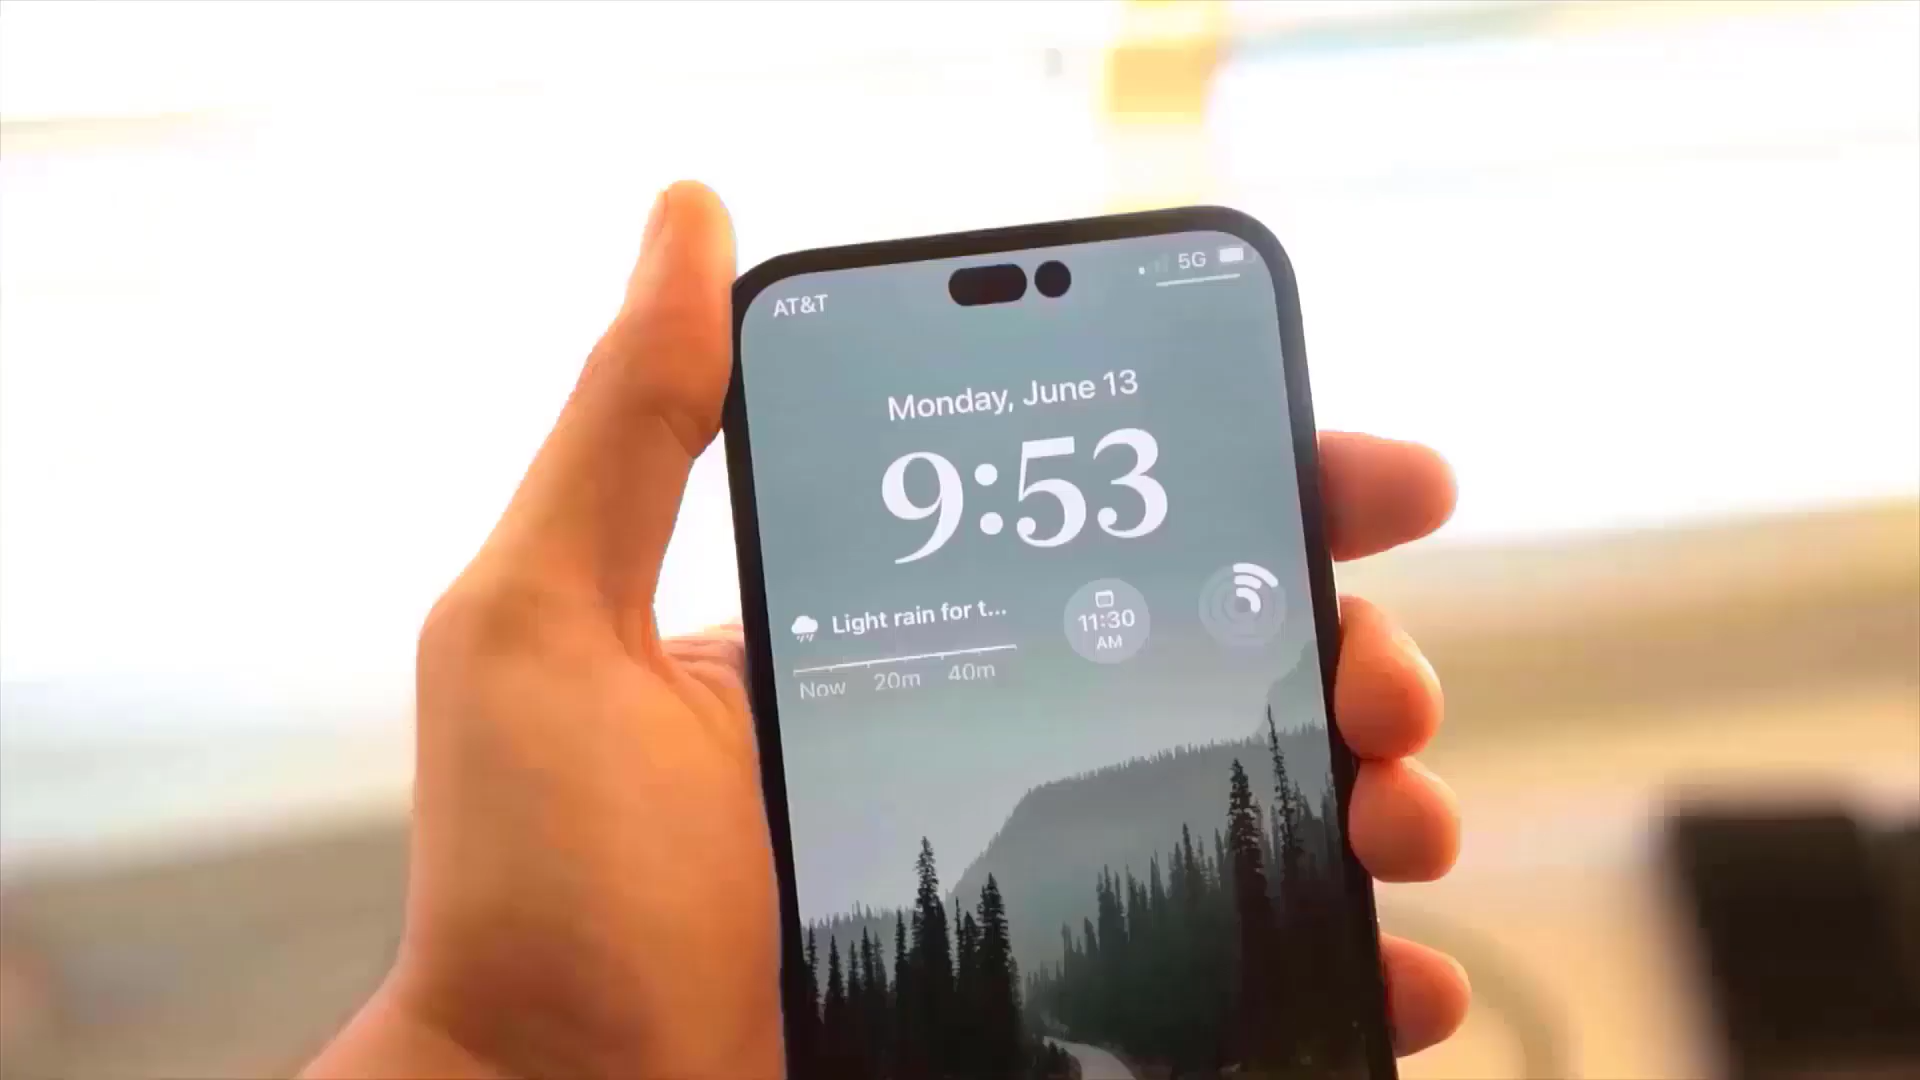 AT&T
5G
Monday, June 13
9:53
Light rain for t...
Now 20m 40m
11:30
AM